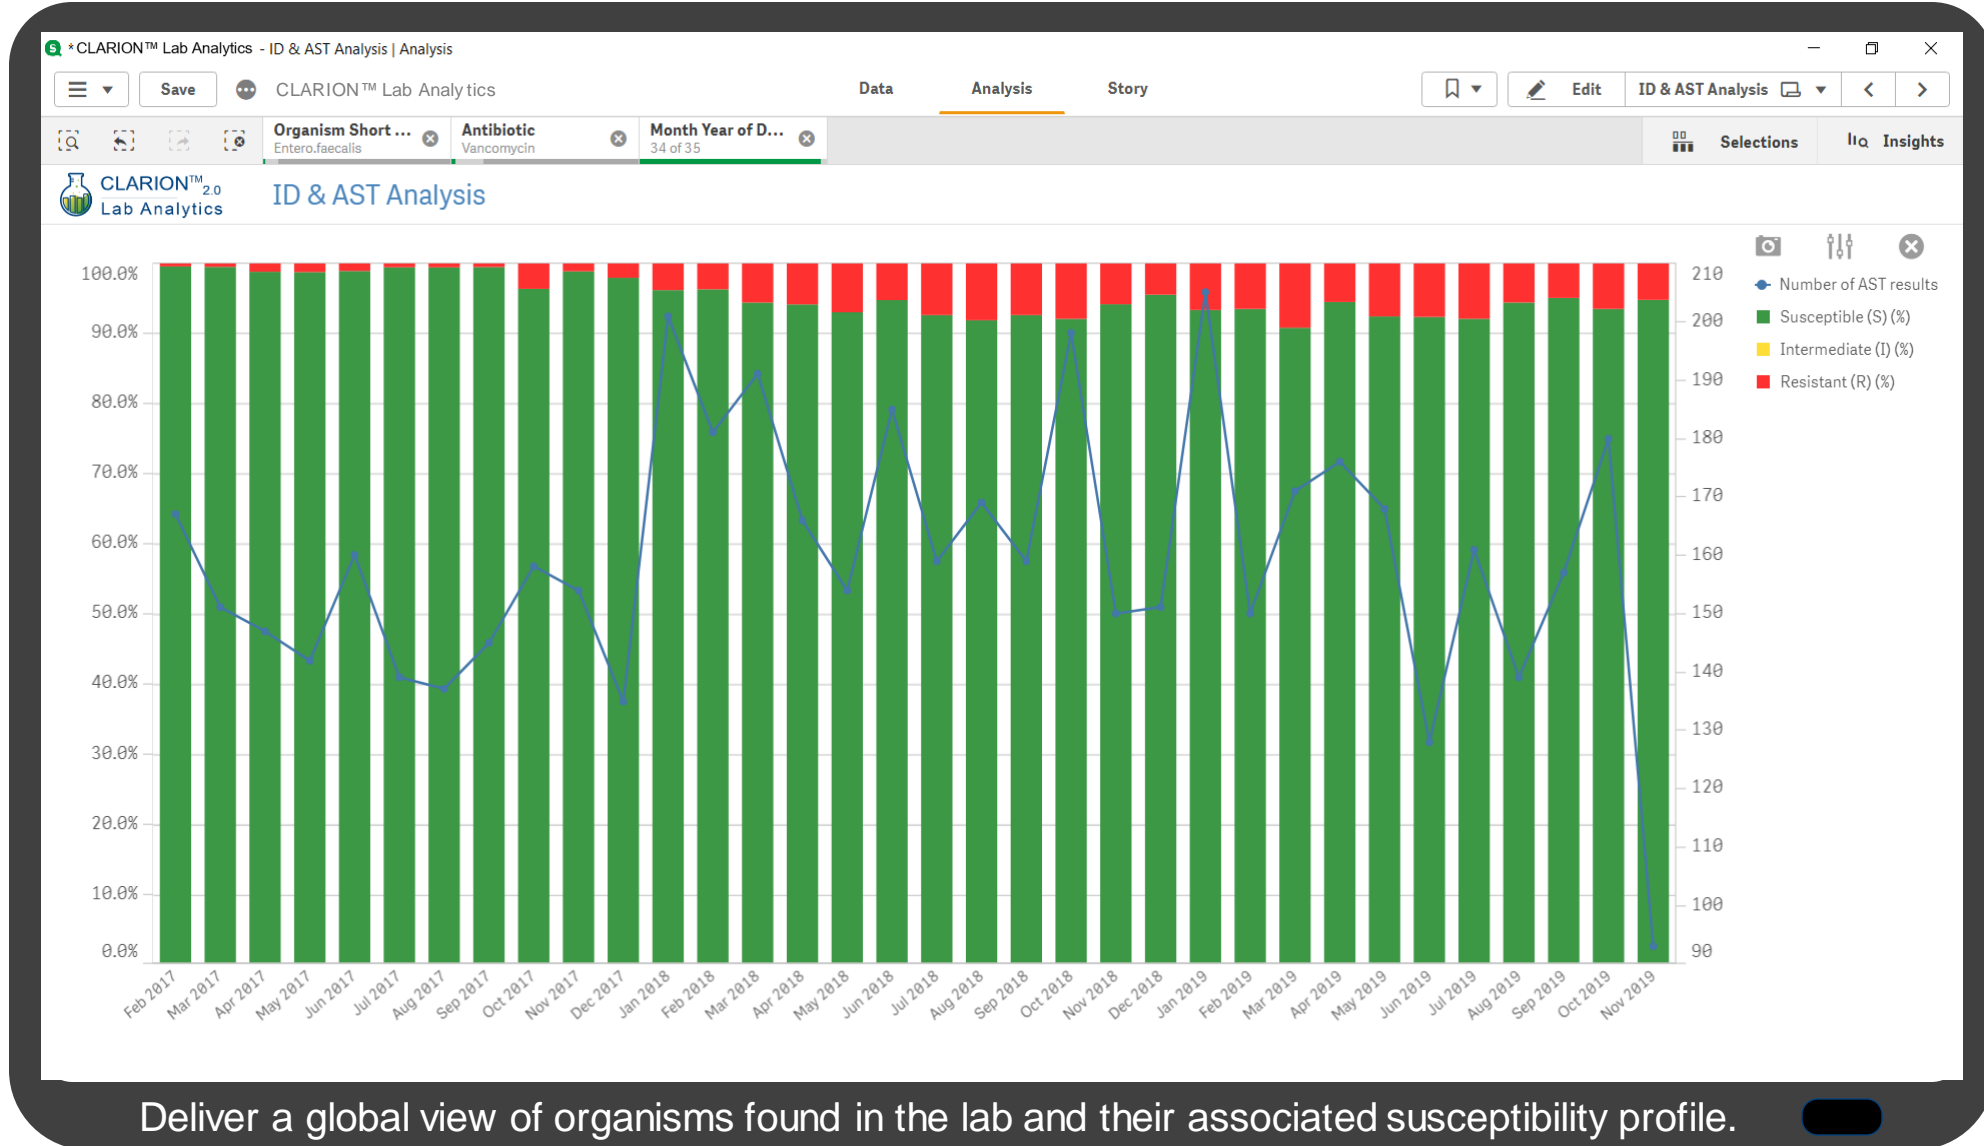 *CLARION™ Lab Analytics - ID & AST Analysis | Analysis
Save CLARION™ Lab Analytics Data Analysis Story Edit ID & AST Analysis
Organism Short ... Antibiotic Month Year of D... Selections Insights
Entero.faecalis Vancomycin 34 of 35
CLARION™ 2.0
Lab Analytics
ID & AST Analysis
100.0%
90.0%
80.0%
70.0%
60.0%
50.0%
40.0%
30.0%
20.0%
10.0%
0.0%
210
200
190
180
170
160
150
140
130
120
110
100
90
Number of AST results
Susceptible (S) (%)
Intermediate (I) (%)
Resistant (R) (%)
Feb 2017
Mar 2017
Apr 2017
May 2017
Jun 2017
Jul 2017
Aug 2017
Sep 2017
Oct 2017
Nov 2017
Dec 2017
Jan 2018
Feb 2018
Mar 2018
Apr 2018
May 2018
Jun 2018
Jul 2018
Aug 2018
Sep 2018
Oct 2018
Nov 2018
Dec 2018
Jan 2019
Feb 2019
Mar 2019
Apr 2019
May 2019
Jun 2019
Jul 2019
Aug 2019
Sep 2019
Oct 2019
Nov 2019
Deliver a global view of organisms found in the lab and their associated susceptibility profile.